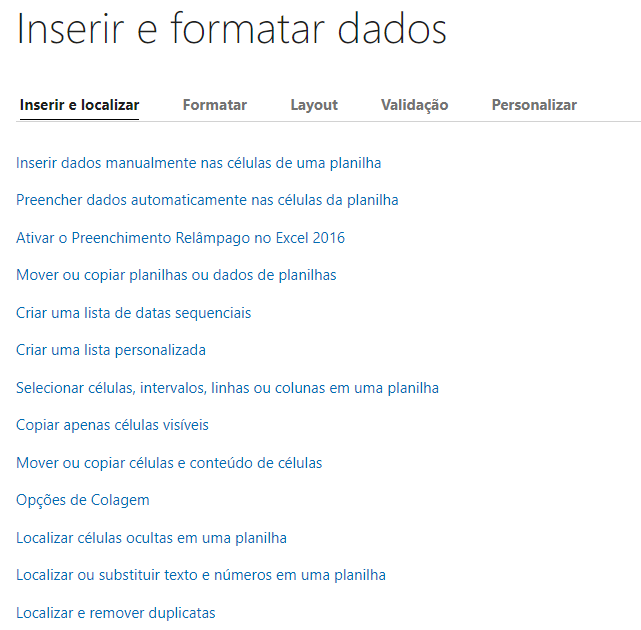 Inserir e formatar dados
Inserir e localizar Formatar Layout Validação Personalizar
Inserir dados manualmente nas células de uma planilha
Preencher dados automaticamente nas células da planilha
Ativar o Preenchimento Relâmpago no Excel 2016
Mover ou copiar planilhas ou dados de planilhas
Criar uma lista de datas sequenciais
Criar uma lista personalizada
Selecionar células, intervalos, linhas ou colunas em uma planilha
Copiar apenas células visíveis
Mover ou copiar células e conteúdo de células
Opções de Colagem
Localizar células ocultas em uma planilha
Localizar ou substituir texto e números em uma planilha
Localizar e remover duplicatas